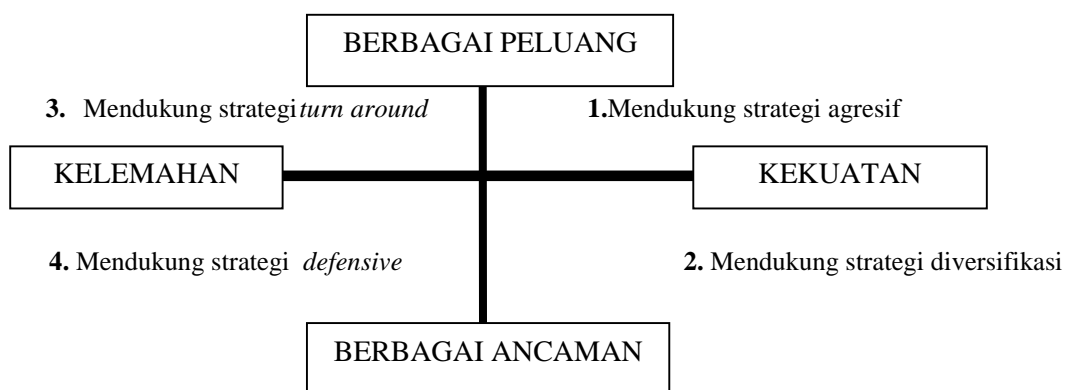 BERBAGAI PELUANG
3. Mendukung strategi turn around
1.Mendukung strategi agresif
KELEMAHAN
KEKUATAN
4. Mendukung strategi defensive
2. Mendukung strategi diversifikasi
BERBAGAI ANCAMAN